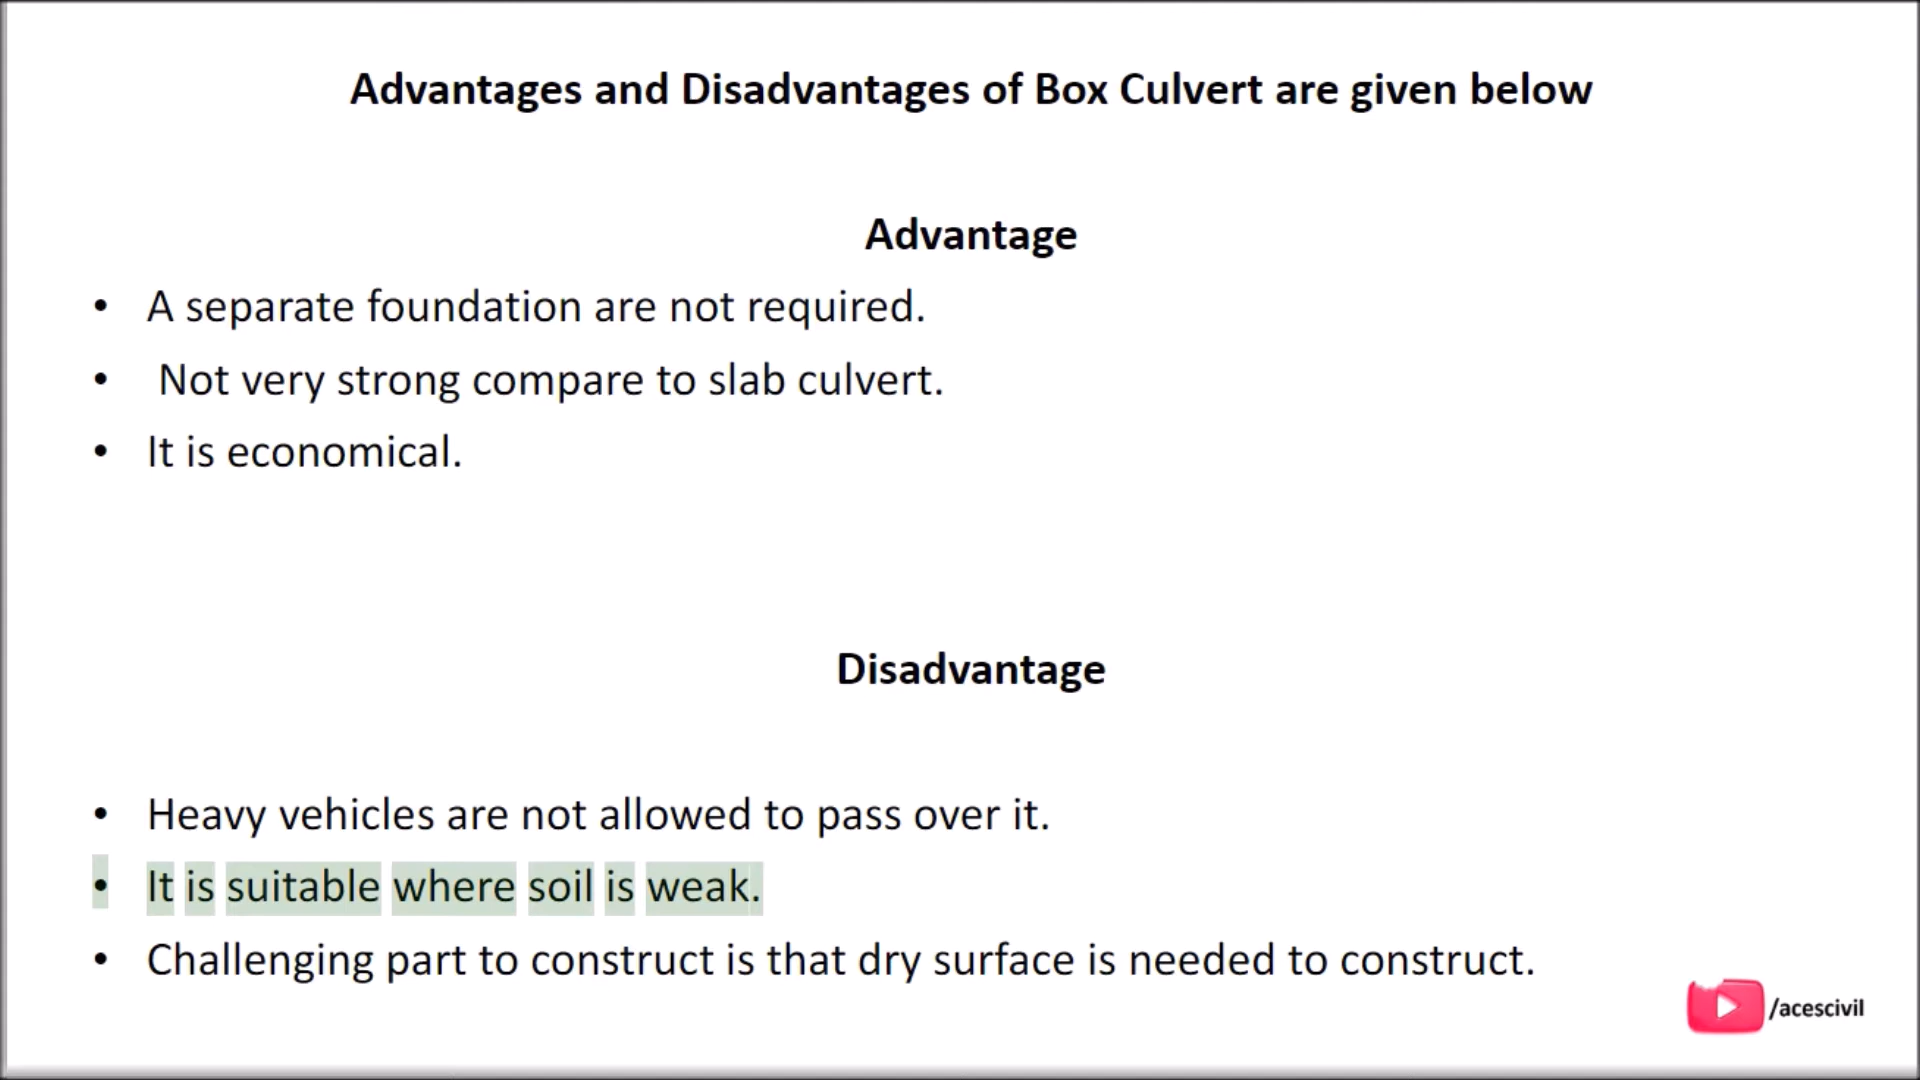 Advantages and Disadvantages of Box Culvert are given below
Advantage
• A separate foundation are not required.
• Not very strong compare to slab culvert.
• It is economical.
Disadvantage
• Heavy vehicles are not allowed to pass over it.
• It is suitable where soil is weak.
• Challenging part to construct is that dry surface is needed to construct.
/acescivil